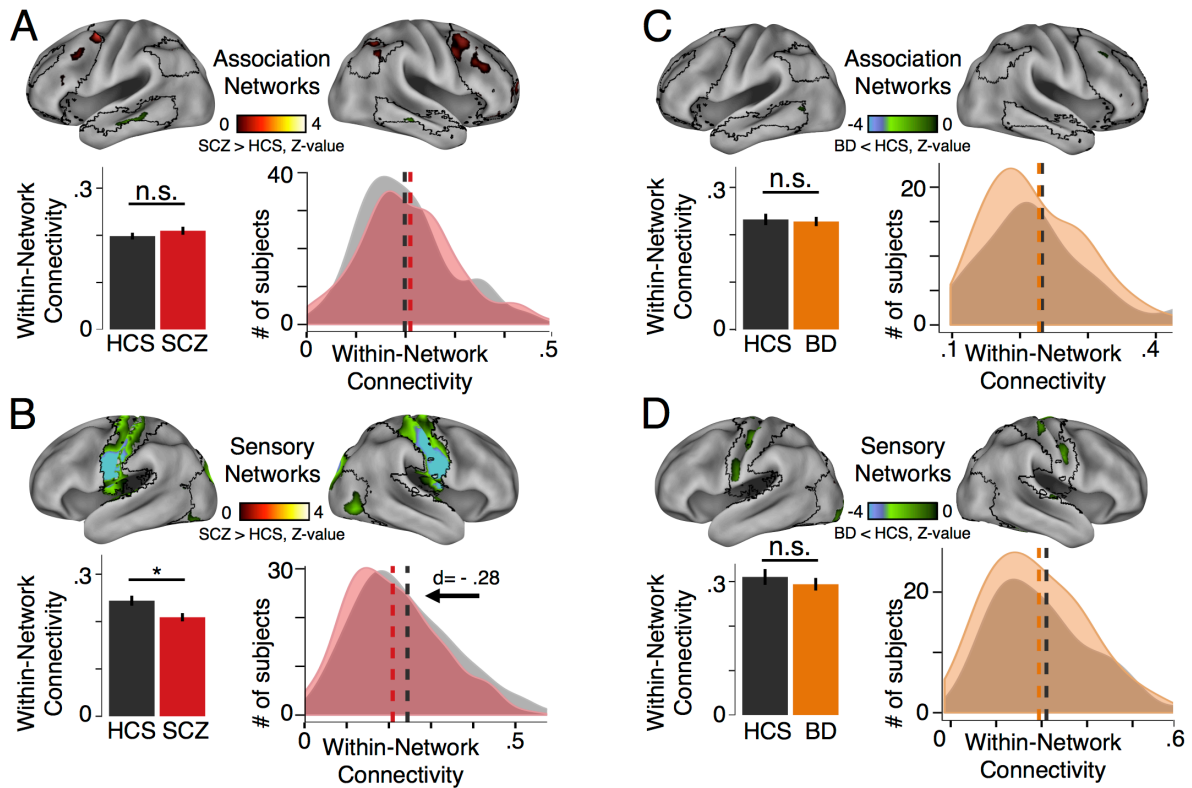 A
Association
Networks
0 4
SCZ > HCS, Z-value
Within-Network
Connectivity
.3
0
n.s.
HCS SCZ
# of subjects
40
0
0 .5
Within-Network
Connectivity
B
Sensory
Networks
0 4
SCZ > HCS, Z-value
Within-Network
Connectivity
.3
0
*
HCS SCZ
# of subjects
30
0
d= - .28
0 .5
Within-Network
Connectivity
C
Association
Networks
-4 0
BD < HCS, Z-value
Within-Network
Connectivity
.3
0
n.s.
HCS BD
# of subjects
20
0
.1 .4
Within-Network
Connectivity
D
Sensory
Networks
-4 0
BD < HCS, Z-value
Within-Network
Connectivity
.3
0
n.s.
HCS BD
# of subjects
20
0
0 .6
Within-Network
Connectivity